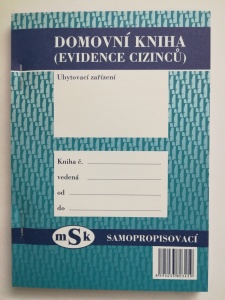 DOMOVNÍ KNIHA
(EVIDENCE CIZINCŮ)
Ubytovací zařízení
Kniha č.
vedená
od
do
mSk
SAMOPROPISOVACÍ